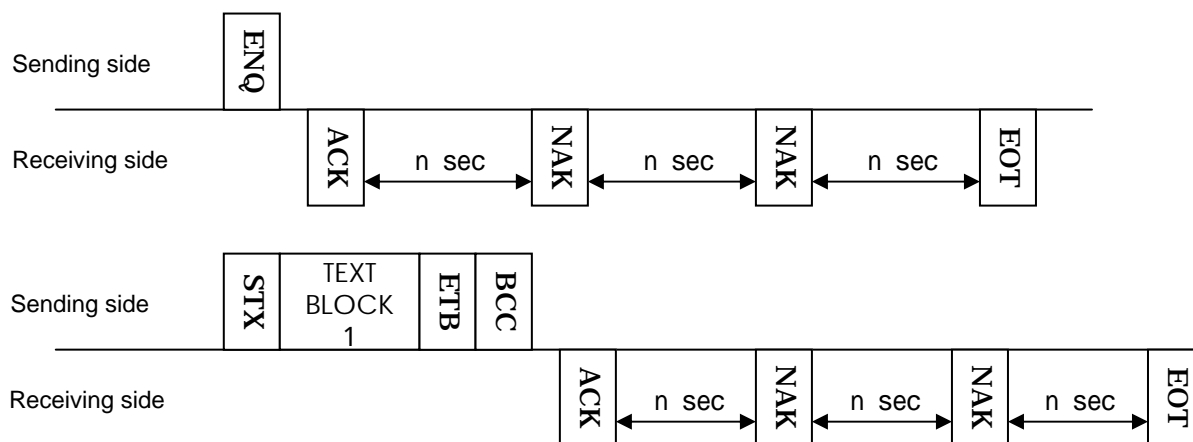 Sending side
ENQ
Receiving side
ACK
n sec
NAK
n sec
NAK
n sec
EOT
Sending side
STX
TEXT
BLOCK
1
ETB
BCC
Receiving side
ACK
n sec
NAK
n sec
NAK
n sec
EOT